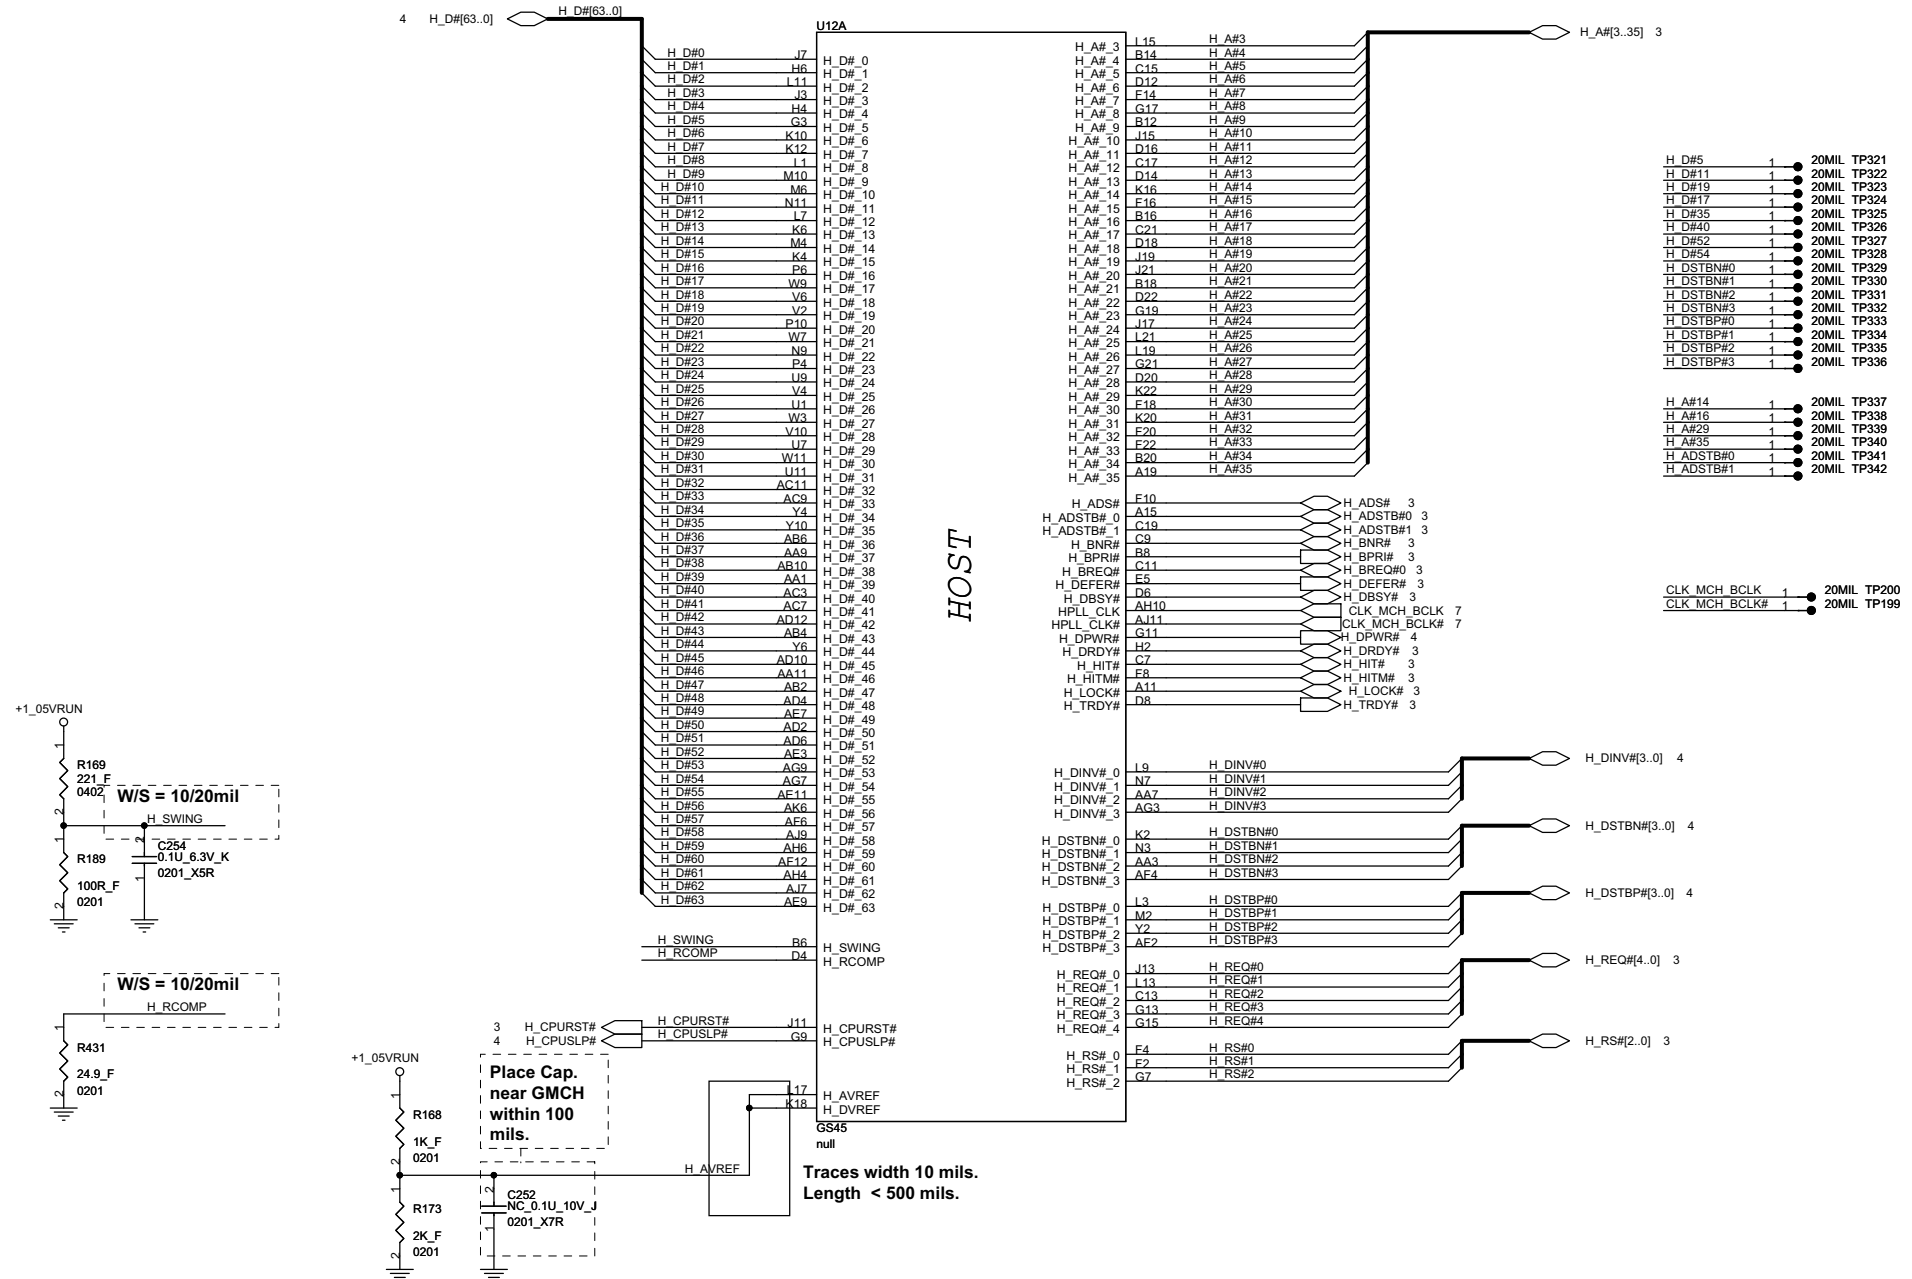 4 H_D#[63..0] H_D#[63..0]
U12A
H_D#0 J7 H_D#_0
H_D#1 H6 H_D#_1
H_D#2 L11 H_D#_2
H_D#3 J3 H_D#_3
H_D#4 H4 H_D#_4
H_D#5 G3 H_D#_5
H_D#6 K10 H_D#_6
H_D#7 K12 H_D#_7
H_D#8 L1 H_D#_8
H_D#9 M10 H_D#_9
H_D#10 M6 H_D#_10
H_D#11 N11 H_D#_11
H_D#12 L7 H_D#_12
H_D#13 K6 H_D#_13
H_D#14 M4 H_D#_14
H_D#15 K4 H_D#_15
H_D#16 P6 H_D#_16
H_D#17 W9 H_D#_17
H_D#18 V6 H_D#_18
H_D#19 V2 H_D#_19
H_D#20 P10 H_D#_20
H_D#21 W7 H_D#_21
H_D#22 N9 H_D#_22
H_D#23 P4 H_D#_23
H_D#24 U9 H_D#_24
H_D#25 V4 H_D#_25
H_D#26 U1 H_D#_26
H_D#27 W3 H_D#_27
H_D#28 V10 H_D#_28
H_D#29 U7 H_D#_29
H_D#30 W11 H_D#_30
H_D#31 U11 H_D#_31
H_D#32 AC11 H_D#_32
H_D#33 AC9 H_D#_33
H_D#34 Y4 H_D#_34
H_D#35 Y10 H_D#_35
H_D#36 AB6 H_D#_36
H_D#37 AA9 H_D#_37
H_D#38 AB10 H_D#_38
H_D#39 AA1 H_D#_39
H_D#40 AC3 H_D#_40
H_D#41 AC7 H_D#_41
H_D#42 AD12 H_D#_42
H_D#43 AB4 H_D#_43
H_D#44 Y6 H_D#_44
H_D#45 AD10 H_D#_45
H_D#46 AA11 H_D#_46
H_D#47 AB2 H_D#_47
H_D#48 AD4 H_D#_48
H_D#49 AE7 H_D#_49
H_D#50 AD2 H_D#_50
H_D#51 AD6 H_D#_51
H_D#52 AE3 H_D#_52
H_D#53 AG9 H_D#_53
H_D#54 AG7 H_D#_54
H_D#55 AE11 H_D#_55
H_D#56 AK6 H_D#_56
H_D#57 AF6 H_D#_57
H_D#58 AJ9 H_D#_58
H_D#59 AH6 H_D#_59
H_D#60 AF12 H_D#_60
H_D#61 AH4 H_D#_61
H_D#62 AJ7 H_D#_62
H_D#63 AE9 H_D#_63
H_SWING B6 H_SWING
H_RCOMP D4 H_RCOMP
3 H_CPURST# H_CPURST# J11 H_CPURST#
4 H_CPUSLP# H_CPUSLP# G9 H_CPUSLP#
L17 H_AVREF
K18 H_DVREF
GS45
null
HOST
H_A#_3 L15 H_A#3
H_A#_4 B14 H_A#4
H_A#_5 C15 H_A#5
H_A#_6 D12 H_A#6
H_A#_7 F14 H_A#7
H_A#_8 G17 H_A#8
H_A#_9 B12 H_A#9
H_A#_10 J15 H_A#10
H_A#_11 D16 H_A#11
H_A#_12 C17 H_A#12
H_A#_13 D14 H_A#13
H_A#_14 K16 H_A#14
H_A#_15 F16 H_A#15
H_A#_16 B16 H_A#16
H_A#_17 C21 H_A#17
H_A#_18 D18 H_A#18
H_A#_19 J19 H_A#19
H_A#_20 J21 H_A#20
H_A#_21 B18 H_A#21
H_A#_22 D22 H_A#22
H_A#_23 G19 H_A#23
H_A#_24 J17 H_A#24
H_A#_25 L21 H_A#25
H_A#_26 L19 H_A#26
H_A#_27 G21 H_A#27
H_A#_28 D20 H_A#28
H_A#_29 K22 H_A#29
H_A#_30 F18 H_A#30
H_A#_31 K20 H_A#31
H_A#_32 F20 H_A#32
H_A#_33 F22 H_A#33
H_A#_34 B20 H_A#34
H_A#_35 A19 H_A#35
H_A#[3..35] 3
H_ADS# F10 H_ADS# 3
H_ADSTB#_0 A15 H_ADSTB#0 3
H_ADSTB#_1 C19 H_ADSTB#1 3
H_BNR# C9 H_BNR# 3
H_BPRI# B8 H_BPRI# 3
H_BREQ# C11 H_BREQ#0 3
H_DEFER# E5 H_DEFER# 3
H_DBSY# D6 H_DBSY# 3
HPLL_CLK AH10 CLK_MCH_BCLK 7
HPLL_CLK# AJ11 CLK_MCH_BCLK# 7
H_DPWR# G11 H_DPWR# 4
H_DRDY# H2 H_DRDY# 3
H_HIT# C7 H_HIT# 3
H_HITM# F8 H_HITM# 3
H_LOCK# A11 H_LOCK# 3
H_TRDY# D8 H_TRDY# 3
H_DINV#_0 L9 H_DINV#0
H_DINV#_1 N7 H_DINV#1
H_DINV#_2 AA7 H_DINV#2
H_DINV#_3 AG3 H_DINV#3
H_DINV#[3..0] 4
H_DSTBN#_0 K2 H_DSTBN#0
H_DSTBN#_1 N3 H_DSTBN#1
H_DSTBN#_2 AA3 H_DSTBN#2
H_DSTBN#_3 AF4 H_DSTBN#3
H_DSTBN#[3..0] 4
H_DSTBP#_0 L3 H_DSTBP#0
H_DSTBP#_1 M2 H_DSTBP#1
H_DSTBP#_2 Y2 H_DSTBP#2
H_DSTBP#_3 AF2 H_DSTBP#3
H_DSTBP#[3..0] 4
H_REQ#_0 J13 H_REQ#0
H_REQ#_1 L13 H_REQ#1
H_REQ#_2 C13 H_REQ#2
H_REQ#_3 G13 H_REQ#3
H_REQ#_4 G15 H_REQ#4
H_REQ#[4..0] 3
H_RS#_0 F4 H_RS#0
H_RS#_1 F2 H_RS#1
H_RS#_2 G7 H_RS#2
H_RS#[2..0] 3
H_D#5 1 20MIL TP321
H_D#11 1 20MIL TP322
H_D#19 1 20MIL TP323
H_D#17 1 20MIL TP324
H_D#35 1 20MIL TP325
H_D#40 1 20MIL TP326
H_D#52 1 20MIL TP327
H_D#54 1 20MIL TP328
H_DSTBN#0 1 20MIL TP329
H_DSTBN#1 1 20MIL TP330
H_DSTBN#2 1 20MIL TP331
H_DSTBN#3 1 20MIL TP332
H_DSTBP#0 1 20MIL TP333
H_DSTBP#1 1 20MIL TP334
H_DSTBP#2 1 20MIL TP335
H_DSTBP#3 1 20MIL TP336
H_A#14 1 20MIL TP337
H_A#16 1 20MIL TP338
H_A#29 1 20MIL TP339
H_A#35 1 20MIL TP340
H_ADSTB#0 1 20MIL TP341
H_ADSTB#1 1 20MIL TP342
CLK_MCH_BCLK 1 20MIL TP200
CLK_MCH_BCLK# 1 20MIL TP199
+1_05VRUN
1
R169
221_F
0402
2
W/S = 10/20mil
H_SWING
1
R189
100R_F
0201
2
2
C254
0.1U_6.3V_K
0201_X5R
1
W/S = 10/20mil
H_RCOMP
1
R431
24.9_F
0201
2
+1_05VRUN
1
R168
1K_F
0201
2
1
R173
2K_F
0201
2
Place Cap.
near GMCH
within 100
mils.
2
C252
NC_0.1U_10V_J
0201_X7R
1
H_AVREF
Traces width 10 mils.
Length < 500 mils.